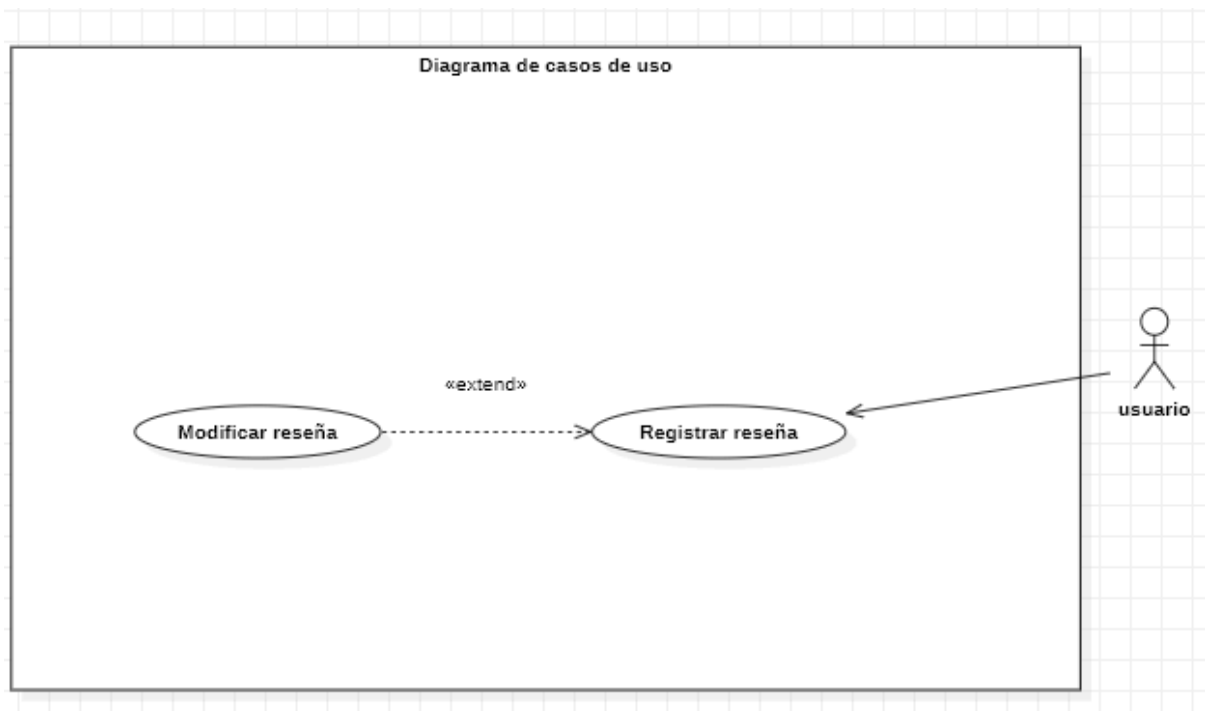 Diagrama de casos de uso
«extend»
Modificar reseña
Registrar reseña
usuario